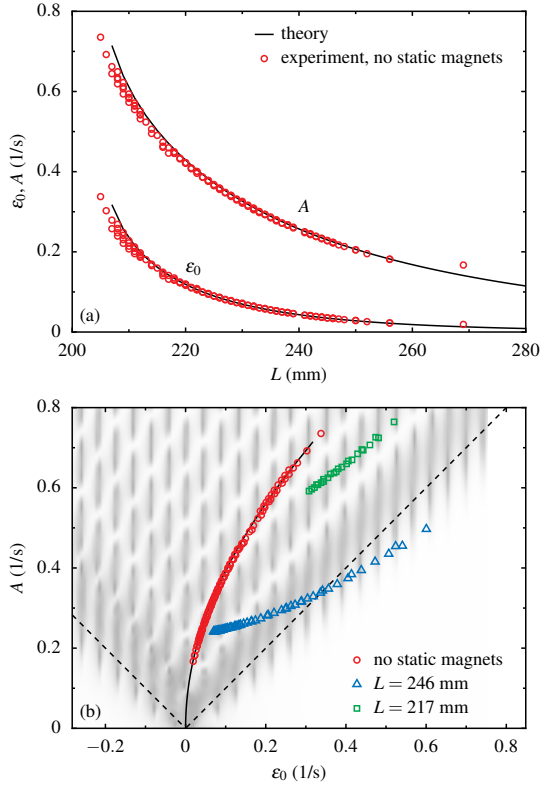 0.8
theory
experiment, no static magnets
0.6
ε₀, A (1/s)
0.4
A
0.2
ε₀
(a)
0
200 220 240 260 280
L (mm)
0.8
0.6
A (1/s)
0.4
0.2
no static magnets
L = 246 mm
(b) L = 217 mm
0
−0.2 0 0.2 0.4 0.6 0.8
ε₀ (1/s)